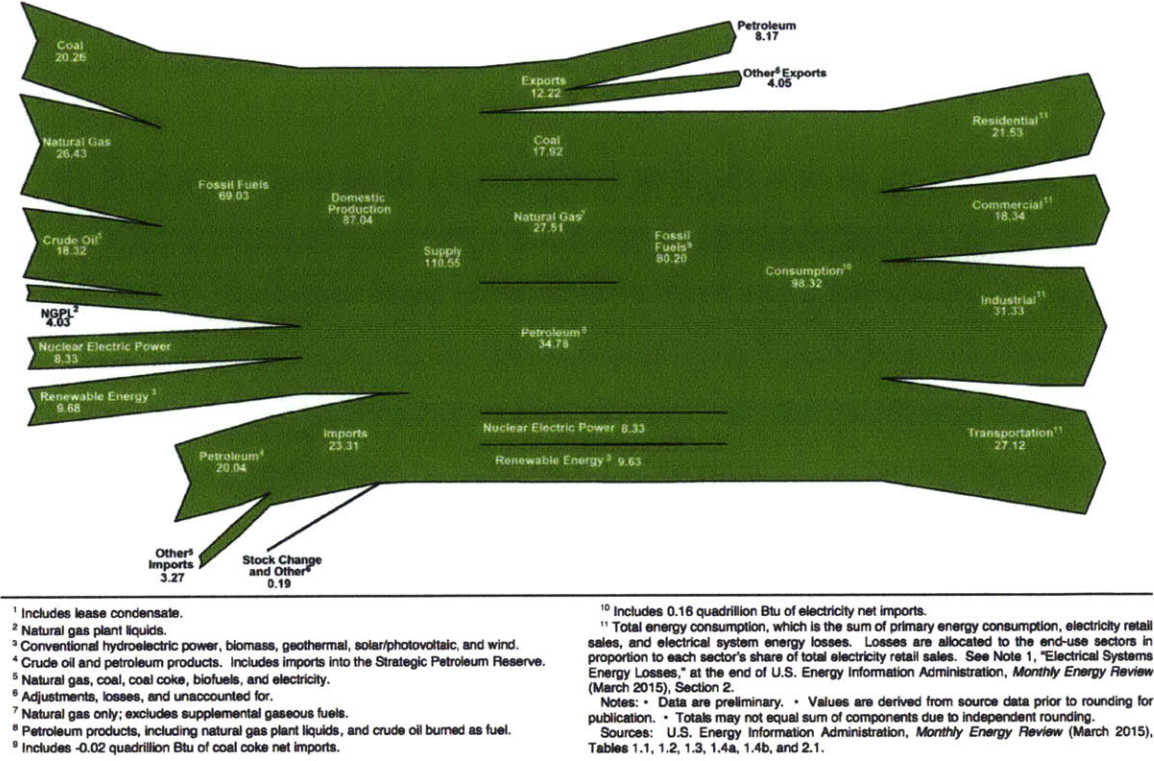 Coal
20.26
Natural Gas
26.43
Crude Oil¹
18.32
NGPL²
4.03
Nuclear Electric Power
8.33
Renewable Energy ³
9.68
Fossil Fuels
69.03
Domestic
Production
87.04
Petroleum⁴
20.04
Imports
23.31
Other⁵
Imports
3.27
Stock Change
and Other⁶
0.19
Supply
110.55
Petroleum
8.17
Exports
12.22
Other⁵ Exports
4.05
Coal
17.92
Natural Gas⁷
27.51
Petroleum⁸
34.78
Nuclear Electric Power 8.33
Renewable Energy³ 9.63
Fossil
Fuels⁹
80.20
Consumption¹⁰
98.32
Residential¹¹
21.53
Commercial¹¹
18.34
Industrial¹¹
31.33
Transportation¹¹
27.12
¹ Includes lease condensate.
² Natural gas plant liquids.
³ Conventional hydroelectric power, biomass, geothermal, solar/photovoltaic, and wind.
⁴ Crude oil and petroleum products. Includes imports into the Strategic Petroleum Reserve.
⁵ Natural gas, coal, coal coke, biofuels, and electricity.
⁶ Adjustments, losses, and unaccounted for.
⁷ Natural gas only; excludes supplemental gaseous fuels.
⁸ Petroleum products, including natural gas plant liquids, and crude oil burned as fuel.
⁹ Includes -0.02 quadrillion Btu of coal coke net imports.
¹⁰ Includes 0.16 quadrillion Btu of electricity net imports.
¹¹ Total energy consumption, which is the sum of primary energy consumption, electricity retail
sales, and electrical system energy losses. Losses are allocated to the end-use sectors in
proportion to each sector's share of total electricity retail sales. See Note 1, "Electrical Systems
Energy Losses," at the end of U.S. Energy Information Administration, Monthly Energy Review
(March 2015), Section 2.
Notes: • Data are preliminary. • Values are derived from source data prior to rounding for
publication. • Totals may not equal sum of components due to independent rounding.
Sources: U.S. Energy Information Administration, Monthly Energy Review (March 2015),
Tables 1.1, 1.2, 1.3, 1.4a, 1.4b, and 2.1.